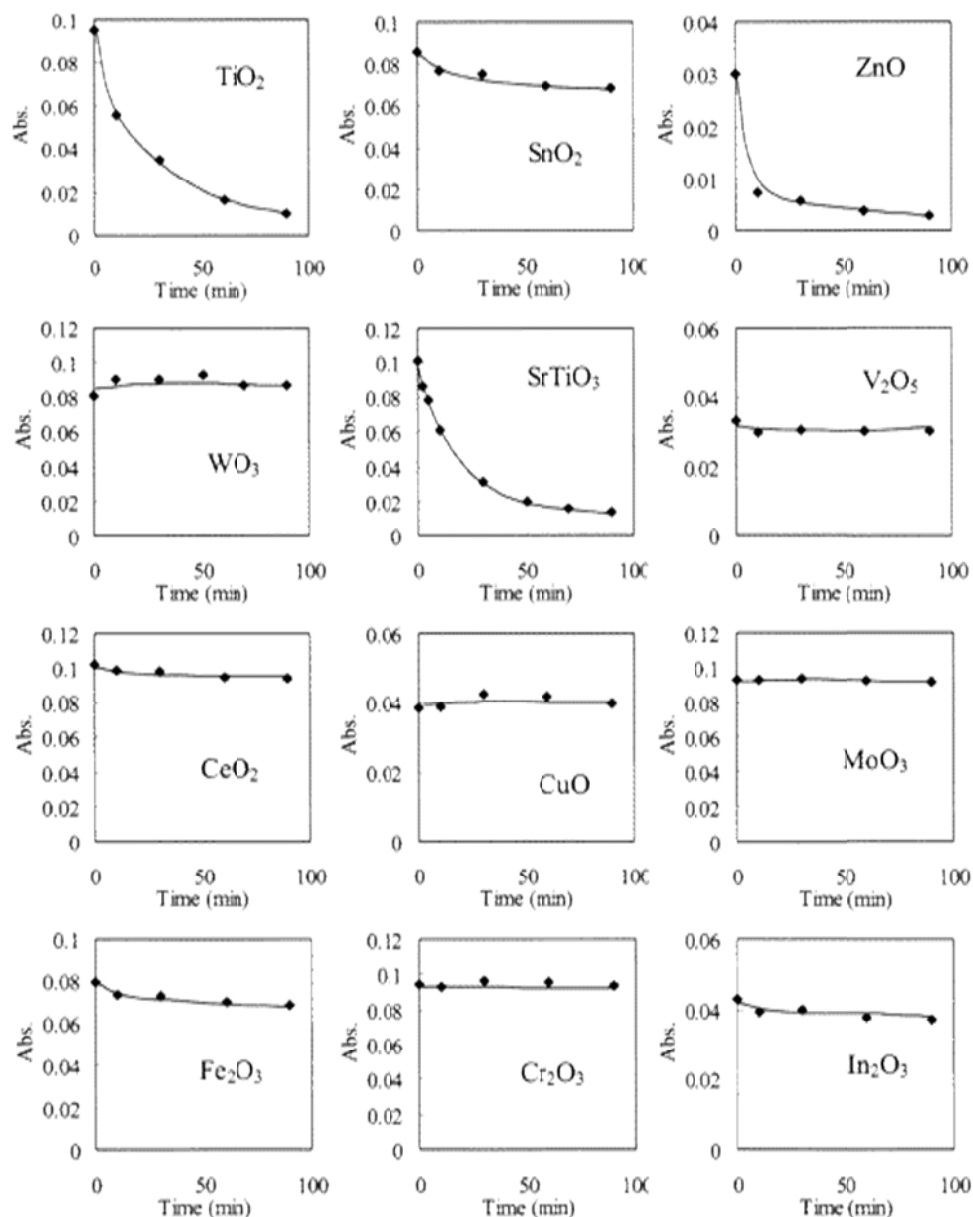 0.1
0.08
0.06
0.04
0.02
0
Abs.
TiO₂
0 50 100
Time (min)
0.1
0.08
0.06
0.04
0.02
0
Abs.
SnO₂
0 50 100
Time (min)
0.04
0.03
0.02
0.01
0
Abs.
ZnO
0 50 100
Time (min)
0.12
0.1
0.08
0.06
0.04
0.02
0
Abs.
WO₃
0 50 100
Time (min)
0.12
0.1
0.08
0.06
0.04
0.02
0
Abs.
SrTiO₃
0 50 100
Time (min)
0.06
0.04
0.02
0
Abs.
V₂O₅
0 50 100
Time (min)
0.12
0.1
0.08
0.06
0.04
0.02
0
Abs.
CeO₂
0 50 100
Time (min)
0.06
0.04
0.02
0
Abs.
CuO
0 50 100
Time (min)
0.12
0.1
0.08
0.06
0.04
0.02
0
Abs.
MoO₃
0 50 100
Time (min)
0.1
0.08
0.06
0.04
0.02
0
Abs.
Fe₂O₃
0 50 100
Time (min)
0.12
0.1
0.08
0.06
0.04
0.02
0
Abs.
Cr₂O₃
0 50 100
Time (min)
0.06
0.04
0.02
0
Abs.
In₂O₃
0 50 100
Time (min)